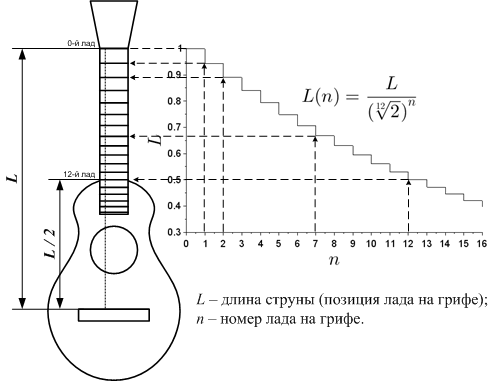 0-й лад
12-й лад
L
L / 2
1
0.9
0.8
0.7
0.6
0.5
0.4
0.3
L
0 1 2 3 4 5 6 7 8 9 10 11 12 13 14 15 16
n
L(n) = L / (¹²√2)ⁿ
L – длина струны (позиция лада на грифе);
n – номер лада на грифе.